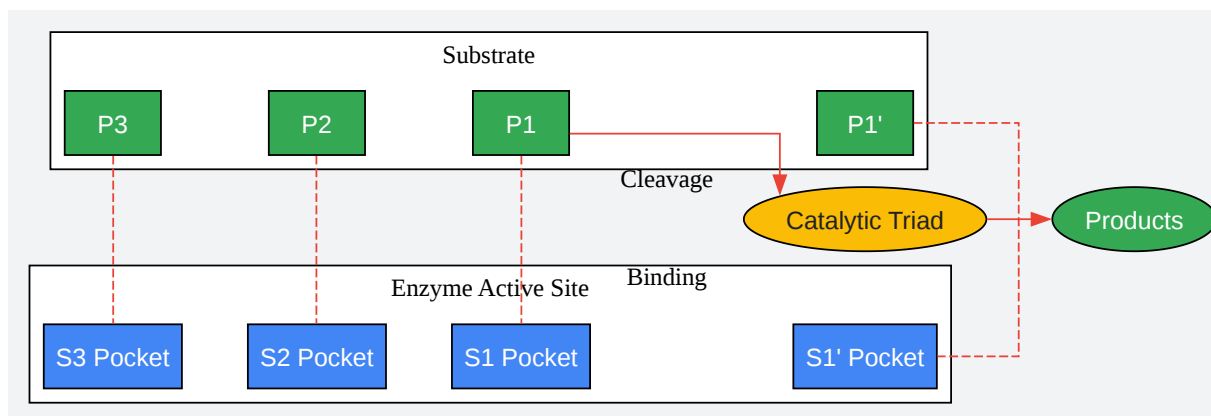 Substrate
P3
P2
P1
P1'
Cleavage
Catalytic Triad
Products
Binding
Enzyme Active Site
S3 Pocket
S2 Pocket
S1 Pocket
S1' Pocket